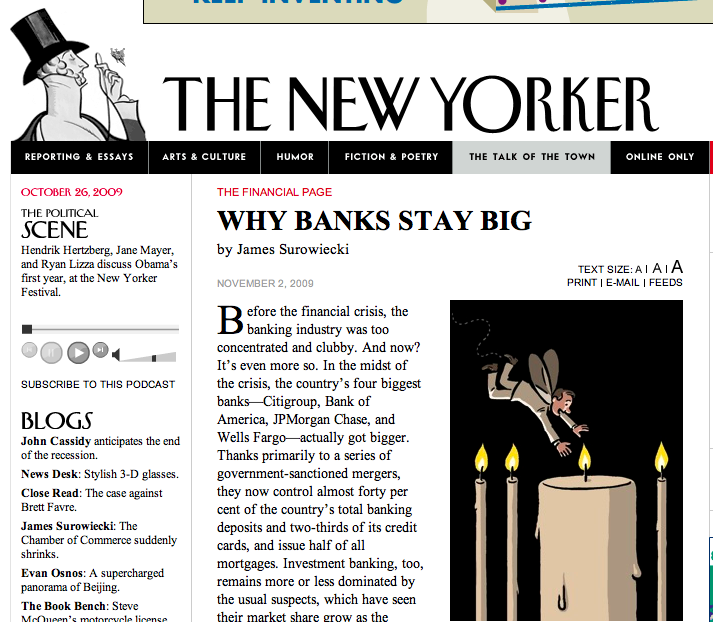 KEEP INVENTING
THE NEW YORKER
REPORTING & ESSAYS
ARTS & CULTURE
HUMOR
FICTION & POETRY
THE TALK OF THE TOWN
ONLINE ONLY
OCTOBER 26, 2009
THE POLITICAL
SCENE
Hendrik Hertzberg, Jane Mayer,
and Ryan Lizza discuss Obama's
first year, at the New Yorker
Festival.
SUBSCRIBE TO THIS PODCAST
BLOGS
John Cassidy anticipates the end
of the recession.
News Desk: Stylish 3-D glasses.
Close Read: The case against
Brett Favre.
James Surowiecki: The
Chamber of Commerce suddenly
shrinks.
Evan Osnos: A supercharged
panorama of Beijing.
The Book Bench: Steve
McQueen's motorcycle license
THE FINANCIAL PAGE
WHY BANKS STAY BIG
by James Surowiecki
NOVEMBER 2, 2009
TEXT SIZE: A | A | A
PRINT | E-MAIL | FEEDS
Before the financial crisis, the
banking industry was too
concentrated and clubby. And now?
It's even more so. In the midst of
the crisis, the country's four biggest
banks—Citigroup, Bank of
America, JPMorgan Chase, and
Wells Fargo—actually got bigger.
Thanks primarily to a series of
government-sanctioned mergers,
they now control almost forty per
cent of the country's total banking
deposits and two-thirds of its credit
cards, and issue half of all
mortgages. Investment banking, too,
remains more or less dominated by
the usual suspects, which have seen
their market share grow as the